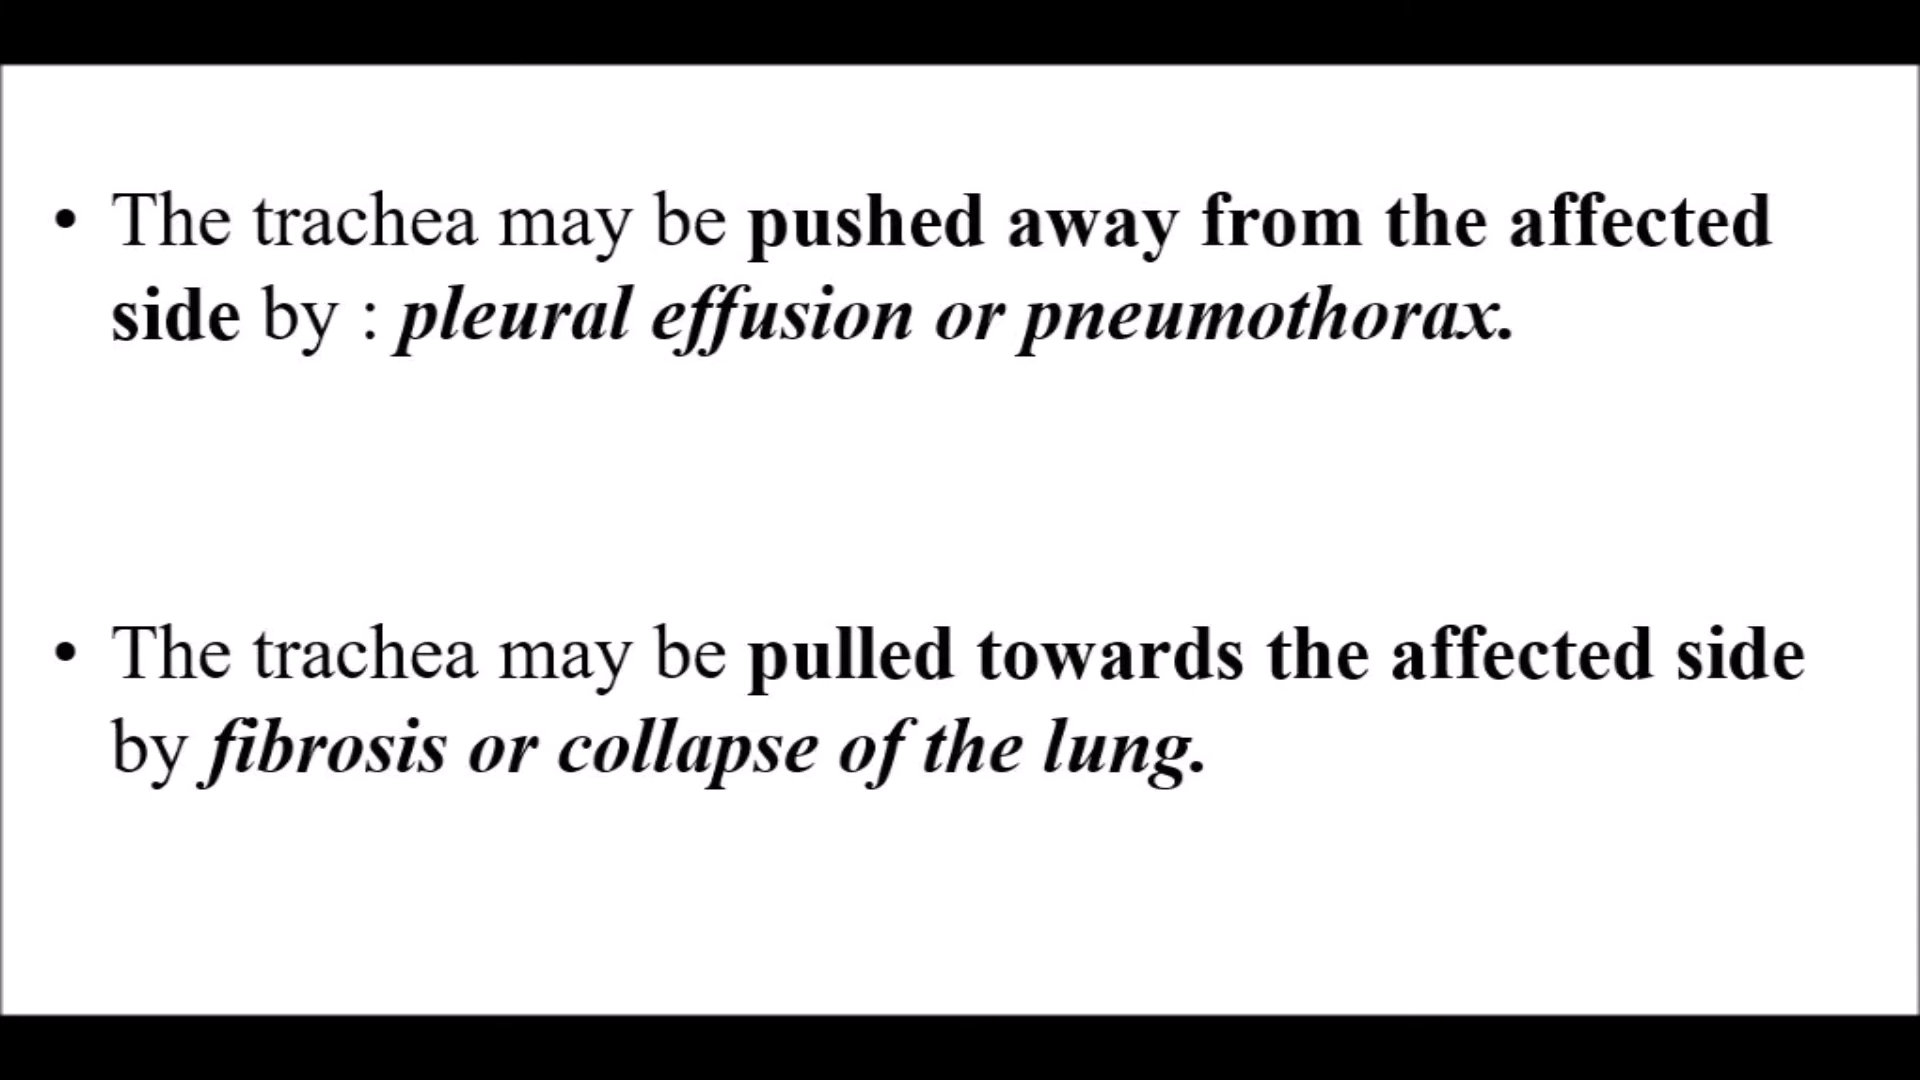 • The trachea may be pushed away from the affected
side by : pleural effusion or pneumothorax.
• The trachea may be pulled towards the affected side
by fibrosis or collapse of the lung.